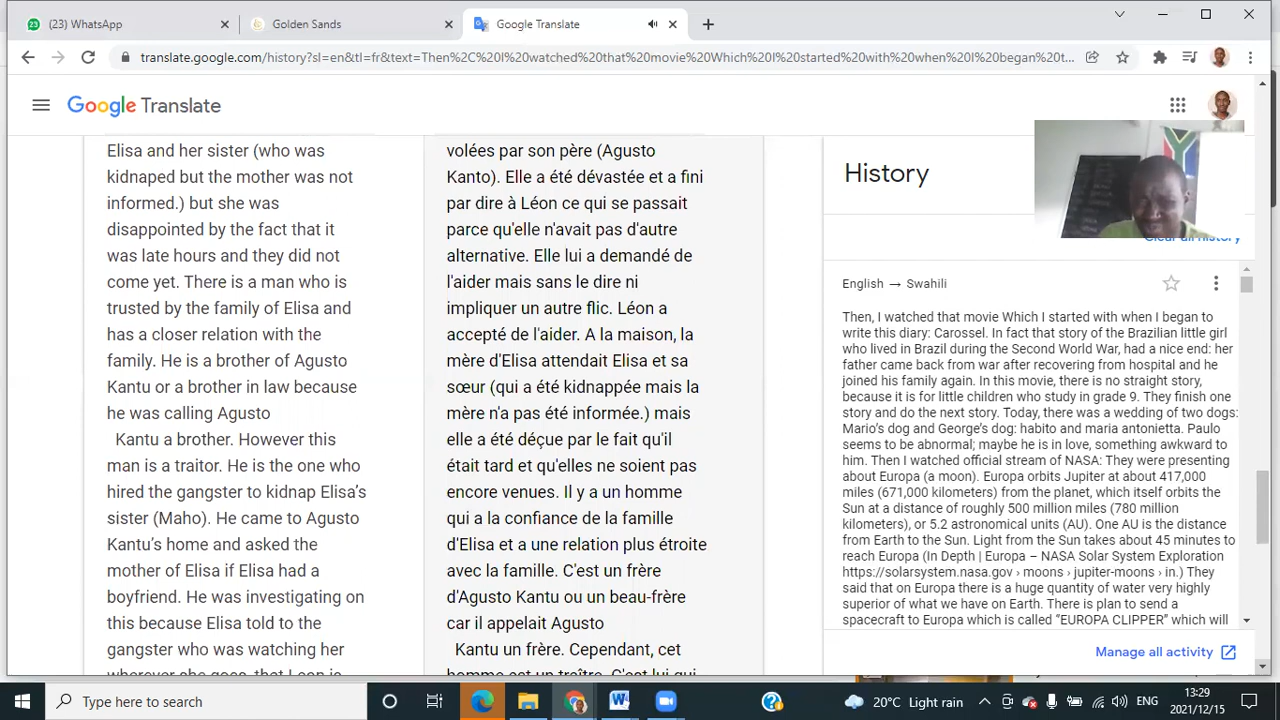 23
(23) WhatsApp
Golden Sands
Google Translate
translate.google.com/history?sl=en&tl=fr&text=Then%2C%20I%20watched%20that%20movie%20Which%20I%20started%20with%20when%20I%20began%20t...
Google Translate
Elisa and her sister (who was
kidnaped but the mother was not
informed.) but she was
disappointed by the fact that it
was late hours and they did not
come yet. There is a man who is
trusted by the family of Elisa and
has a closer relation with the
family. He is a brother of Agusto
Kantu or a brother in law because
he was calling Agusto
Kantu a brother. However this
man is a traitor. He is the one who
hired the gangster to kidnap Elisa’s
sister (Maho). He came to Agusto
Kantu’s home and asked the
mother of Elisa if Elisa had a
boyfriend. He was investigating on
this because Elisa told to the
gangster who was watching her
wherever she goes, that Leon is
volées par son père (Agusto
Kanto). Elle a été dévastée et a fini
par dire à Léon ce qui se passait
parce qu'elle n'avait pas d'autre
alternative. Elle lui a demandé de
l'aider mais sans le dire ni
impliquer un autre flic. Léon a
accepté de l'aider. A la maison, la
mère d'Elisa attendait Elisa et sa
sœur (qui a été kidnappée mais la
mère n'a pas été informée.) mais
elle a été déçue par le fait qu'il
était tard et qu'elles ne soient pas
encore venues. Il y a un homme
qui a la confiance de la famille
d'Elisa et a une relation plus étroite
avec la famille. C'est un frère
d'Agusto Kantu ou un beau-frère
car il appelait Agusto
Kantu un frère. Cependant, cet
homme est un traître. C'est lui qui
History
Clear all history
English → Swahili
Then, I watched that movie Which I started with when I began to
write this diary: Carossel. In fact that story of the Brazilian little girl
who lived in Brazil during the Second World War, had a nice end: her
father came back from war after recovering from hospital and he
joined his family again. In this movie, there is no straight story,
because it is for little children who study in grade 9. They finish one
story and do the next story. Today, there was a wedding of two dogs:
Mario’s dog and George’s dog: habito and maria antonietta. Paulo
seems to be abnormal; maybe he is in love, something awkward to
him. Then I watched official stream of NASA: They were presenting
about Europa (a moon). Europa orbits Jupiter at about 417,000
miles (671,000 kilometers) from the planet, which itself orbits the
Sun at a distance of roughly 500 million miles (780 million
kilometers), or 5.2 astronomical units (AU). One AU is the distance
from Earth to the Sun. Light from the Sun takes about 45 minutes to
reach Europa (In Depth | Europa – NASA Solar System Exploration
https://solarsystem.nasa.gov › moons › jupiter-moons › in.) They
said that on Europa there is a huge quantity of water very highly
superior of what we have on Earth. There is plan to send a
spacecraft to Europa which is called “EUROPA CLIPPER” which will
Manage all activity
Type here to search
20°C Light rain
ENG
13:29
2021/12/15